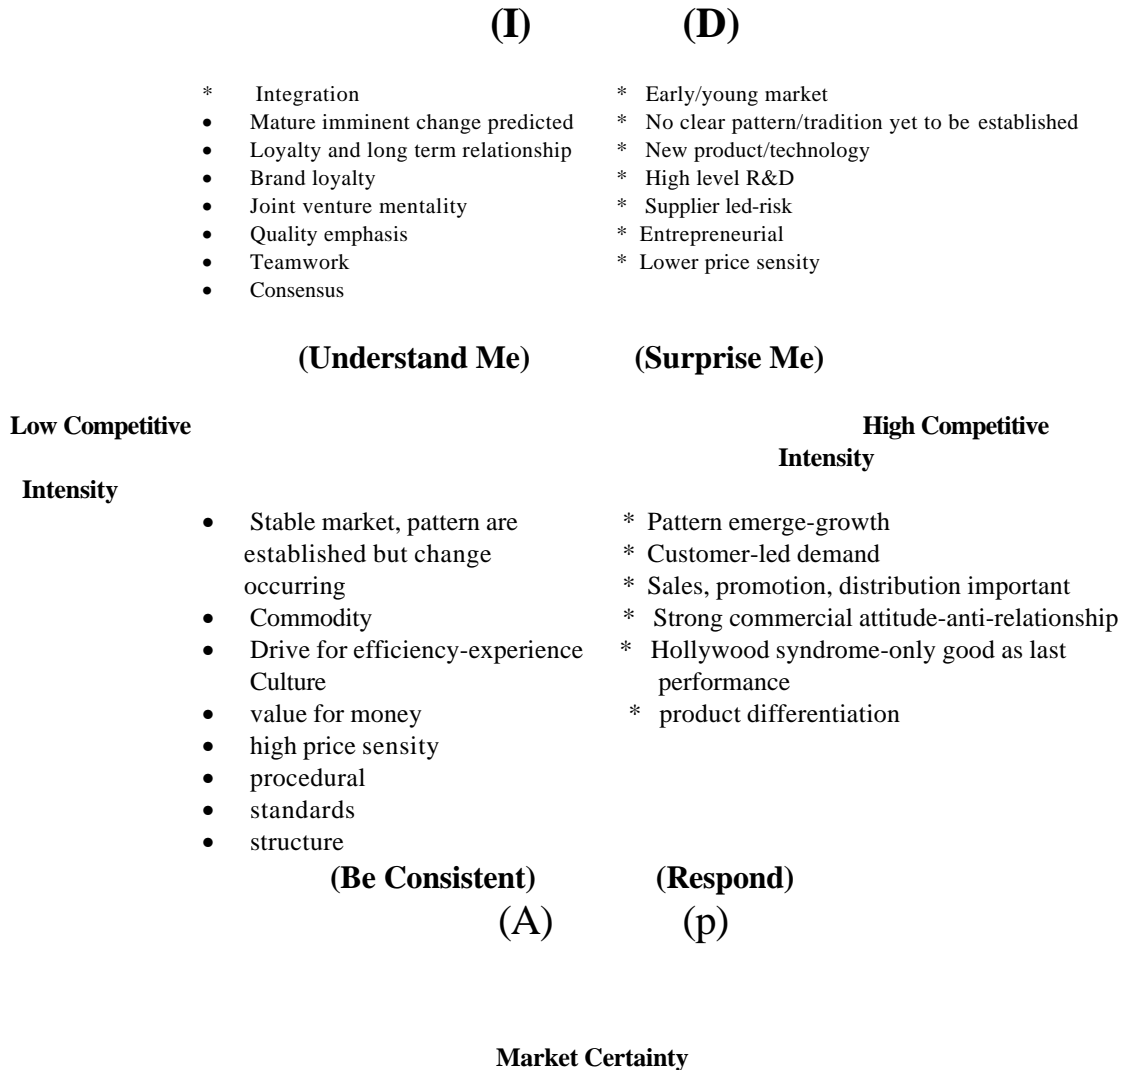 (I) (D)
* Integration
• Mature imminent change predicted
• Loyalty and long term relationship
• Brand loyalty
• Joint venture mentality
• Quality emphasis
• Teamwork
• Consensus
* Early/young market
* No clear pattern/tradition yet to be established
* New product/technology
* High level R&D
* Supplier led-risk
* Entrepreneurial
* Lower price sensity
(Understand Me) (Surprise Me)
Low Competitive
Intensity
High Competitive
Intensity
• Stable market, pattern are
established but change
occurring
• Commodity
• Drive for efficiency-experience
Culture
• value for money
• high price sensity
• procedural
• standards
• structure
* Pattern emerge-growth
* Customer-led demand
* Sales, promotion, distribution important
* Strong commercial attitude-anti-relationship
* Hollywood syndrome-only good as last
performance
* product differentiation
(Be Consistent) (Respond)
(A) (p)
Market Certainty